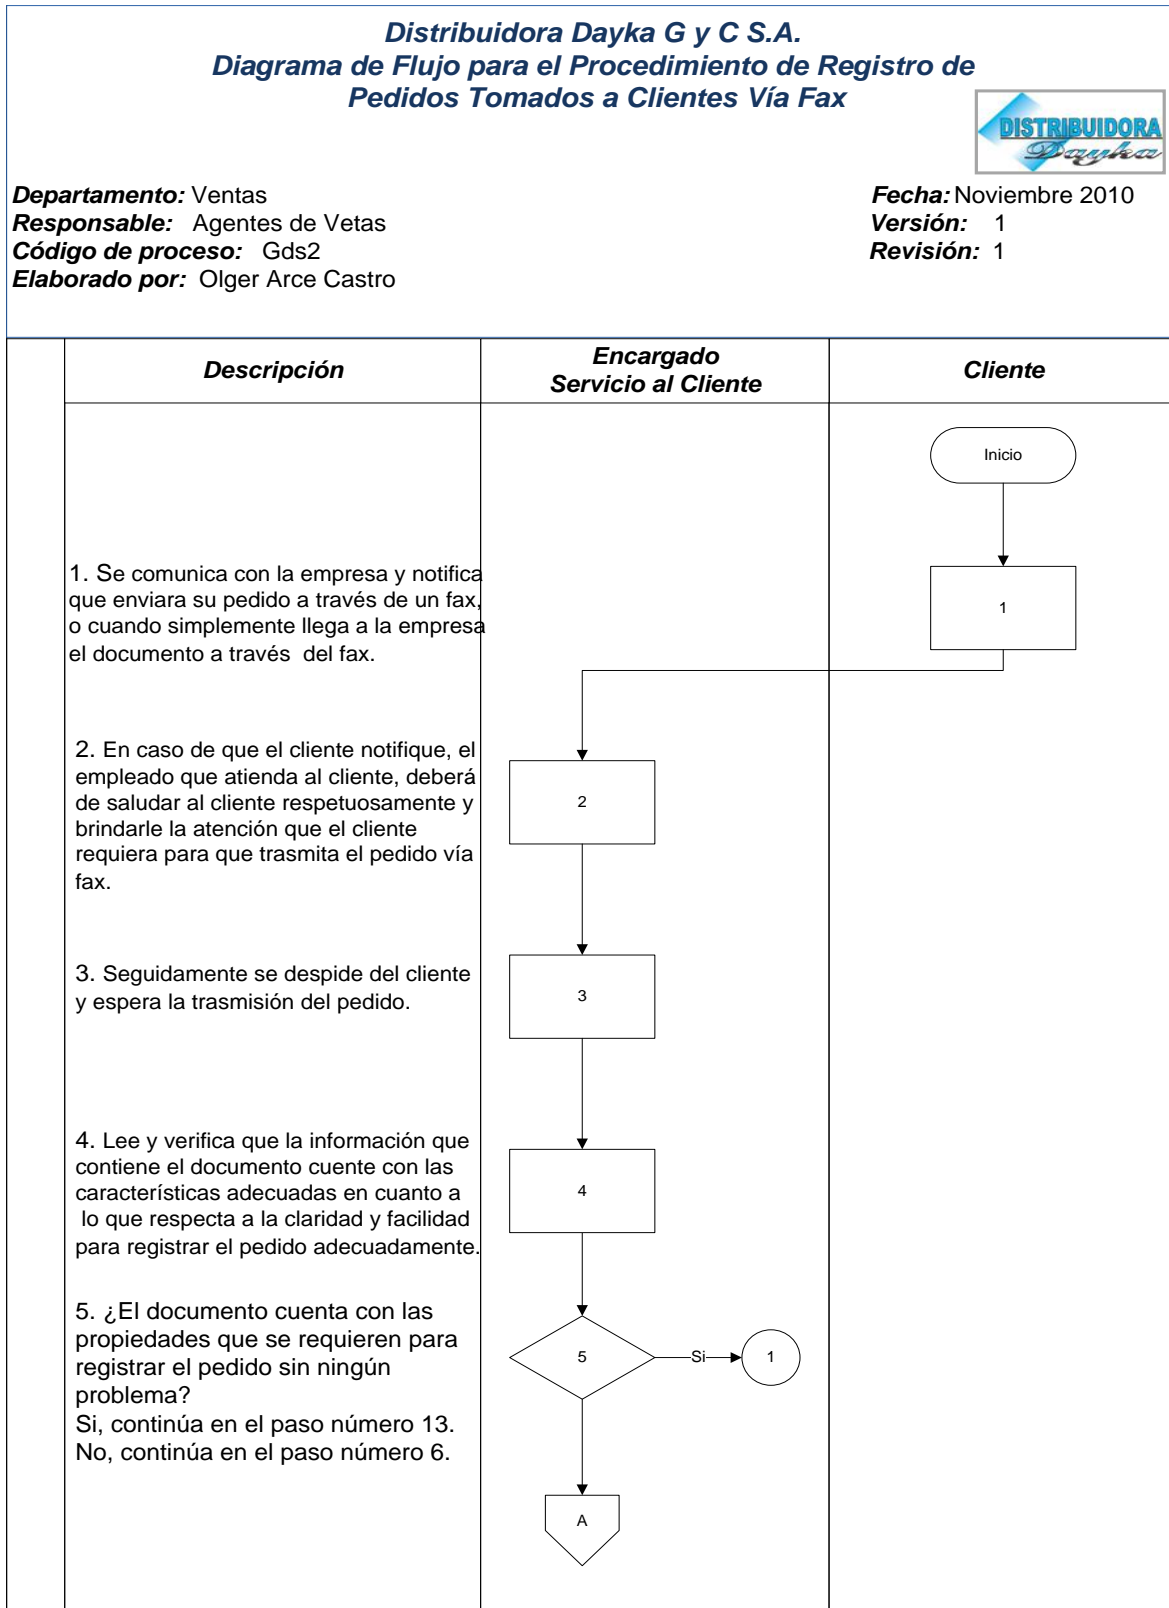 Distribuidora Dayka G y C S.A.
Diagrama de Flujo para el Procedimiento de Registro de
Pedidos Tomados a Clientes Vía Fax
DISTRIBUIDORA
Dayka
Departamento: Ventas
Fecha: Noviembre 2010
Responsable: Agentes de Vetas
Versión: 1
Código de proceso: Gds2
Revisión: 1
Elaborado por: Olger Arce Castro
Descripción
Encargado
Servicio al Cliente
Cliente
Inicio
1. Se comunica con la empresa y notifica
que enviara su pedido a través de un fax,
o cuando simplemente llega a la empresa
el documento a través del fax.
1
2. En caso de que el cliente notifique, el
empleado que atienda al cliente, deberá
de saludar al cliente respetuosamente y
brindarle la atención que el cliente
requiera para que trasmita el pedido vía
fax.
2
3. Seguidamente se despide del cliente
y espera la trasmisión del pedido.
3
4. Lee y verifica que la información que
contiene el documento cuente con las
características adecuadas en cuanto a
lo que respecta a la claridad y facilidad
para registrar el pedido adecuadamente.
4
5. ¿El documento cuenta con las
propiedades que se requieren para
registrar el pedido sin ningún
problema?
Si, continúa en el paso número 13.
No, continúa en el paso número 6.
5
Si
1
A